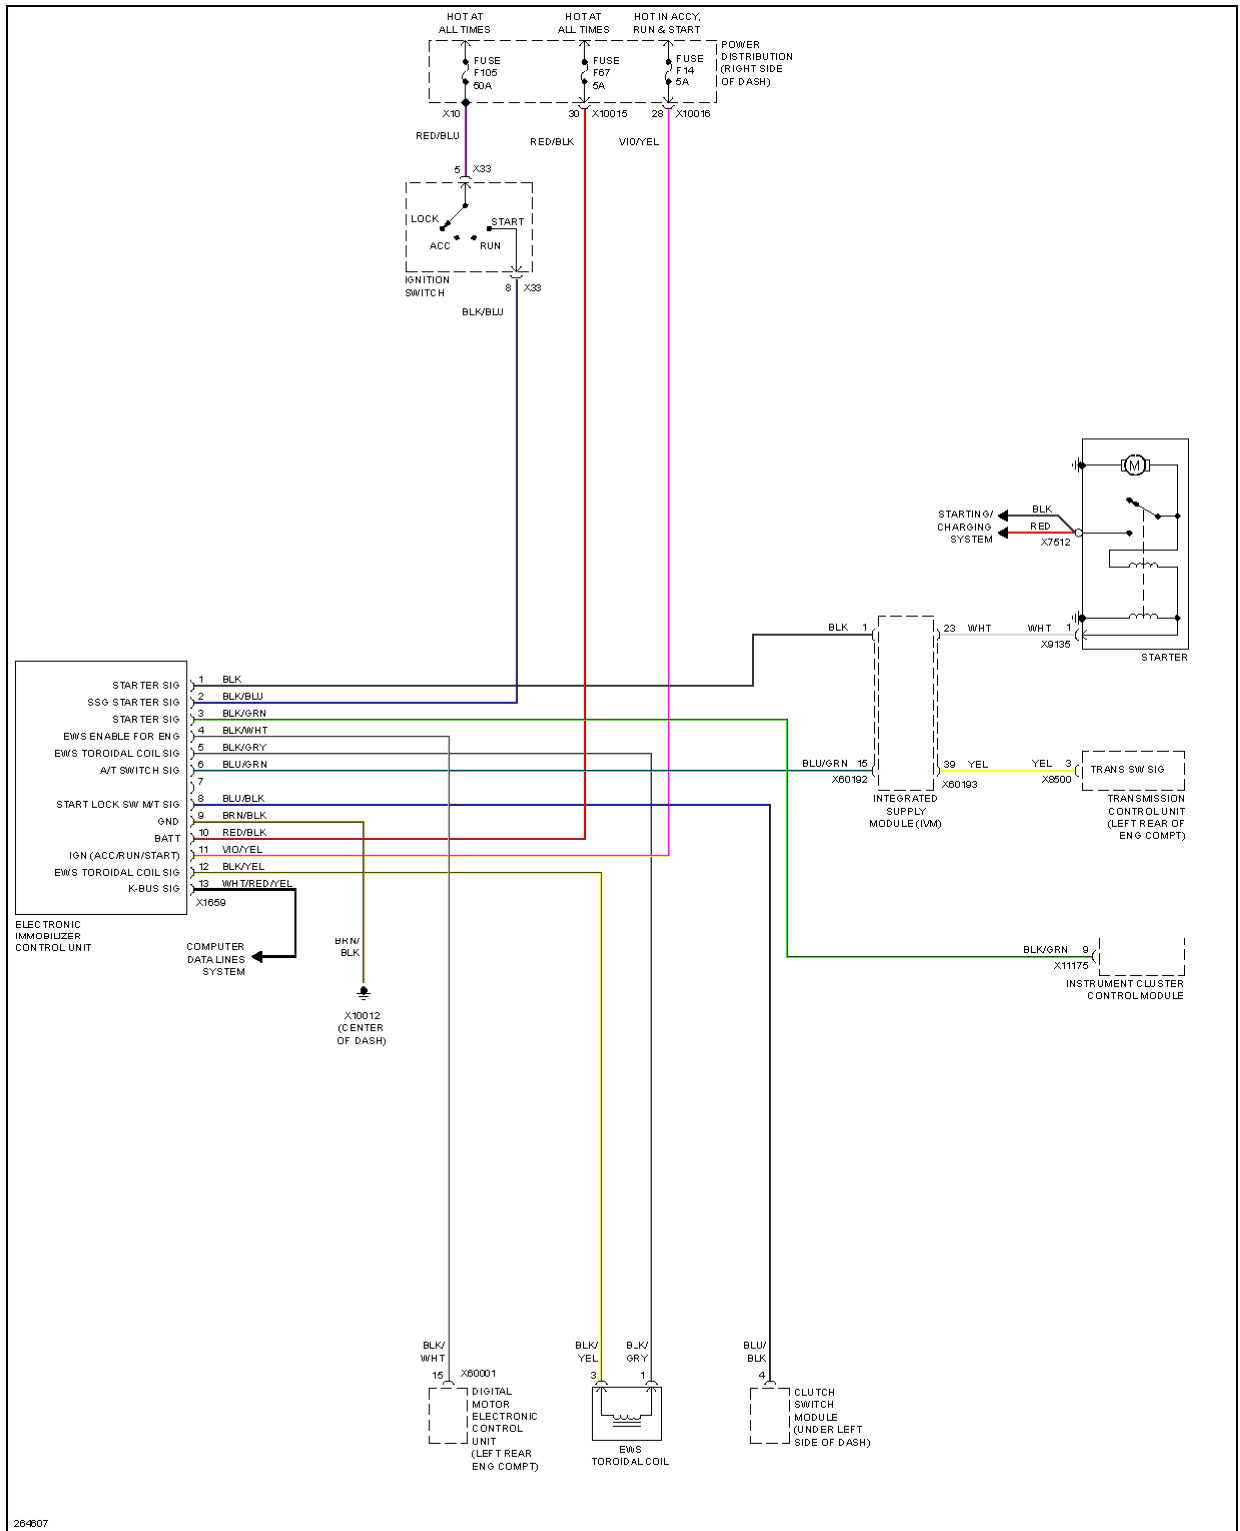 HOT AT
ALL TIMES
HOT AT
ALL TIMES
HOT IN ACCY,
RUN & START
POWER
DISTRIBUTION
(RIGHT SIDE
OF DASH)
FUSE
F105
50A
FUSE
F67
5A
FUSE
F14
5A
X10
30 X10015
28 X10016
RED/BLU
RED/BLK
VIO/YEL
5 X33
LOCK
START
ACC
RUN
IGNITION
SWITCH
8 X33
BLK/BLU
M
STARTING/
CHARGING
SYSTEM
BLK
RED
X7512
BLK 1
23 WHT
WHT 1
X9135
STARTER
STARTER SIG 1 BLK
SSG STARTER SIG 2 BLK/BLU
STARTER SIG 3 BLK/GRN
EWS ENABLE FOR ENG 4 BLK/WHT
EWS TOROIDAL COIL SIG 5 BLK/GRY
A/T SWITCH SIG 6 BLU/GRN
7
START LOCK SW M/T SIG 8 BLU/BLK
GND 9 BRN/BLK
BATT 10 RED/BLK
IGN (ACC/RUN/START) 11 VIO/YEL
EWS TOROIDAL COIL SIG 12 BLK/YEL
K-BUS SIG 13 WHT/RED/YEL
X1659
ELECTRONIC
IMMOBILIZER
CONTROL UNIT
BLU/GRN 15
X60192
39 YEL
X60193
YEL 3
X8500
TRANS SW SIG
INTEGRATED
SUPPLY
MODULE (IVM)
TRANSMISSION
CONTROL UNIT
(LEFT REAR OF
ENG COMPT)
COMPUTER
DATA LINES
SYSTEM
BRN/
BLK
X10012
(CENTER
OF DASH)
BLK/GRN 9
X11175
INSTRUMENT CLUSTER
CONTROL MODULE
BLK/
WHT
15 X60001
DIGITAL
MOTOR
ELECTRONIC
CONTROL
UNIT
(LEFT REAR
ENG COMPT)
BLK/
YEL
3
BLK/
GRY
1
EWS
TOROIDAL COIL
BLU/
BLK
4
CLUTCH
SWITCH
MODULE
(UNDER LEFT
SIDE OF DASH)
264607